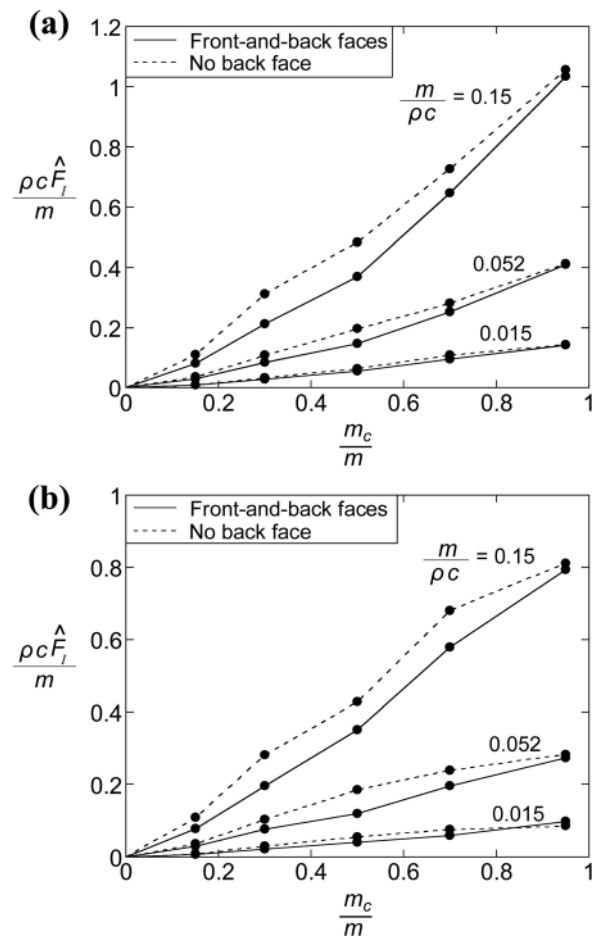 (a)
1.2
1
0.8
0.6
0.4
0.2
0
Front-and-back faces
No back face
m/ρc = 0.15
0.052
0.015
ρcF̂_I/m
0 0.2 0.4 0.6 0.8 1
m_c/m
(b)
1
0.8
0.6
0.4
0.2
0
Front-and-back faces
No back face
m/ρc = 0.15
0.052
0.015
ρcF̂_I/m
0 0.2 0.4 0.6 0.8 1
m_c/m